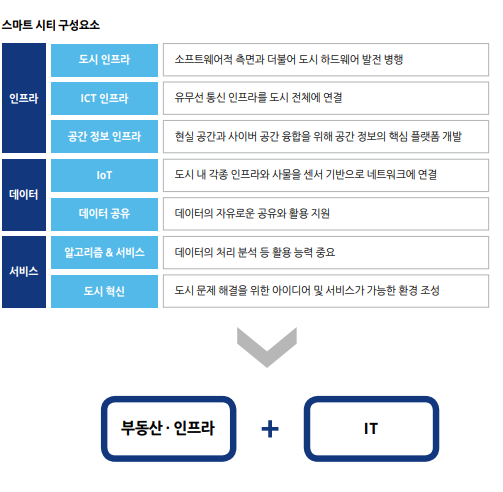 스마트 시티 구성요소
인프라
도시 인프라
소프트웨어적 측면과 더불어 도시 하드웨어 발전 병행
ICT 인프라
유무선 통신 인프라를 도시 전체에 연결
공간 정보 인프라
현실 공간과 사이버 공간 융합을 위해 공간 정보의 핵심 플랫폼 개발
데이터
IoT
도시 내 각종 인프라와 사물을 센서 기반으로 네트워크에 연결
데이터 공유
데이터의 자유로운 공유와 활용 지원
서비스
알고리즘 & 서비스
데이터의 처리 분석 등 활용 능력 중요
도시 혁신
도시 문제 해결을 위한 아이디어 및 서비스가 가능한 환경 조성
부동산 · 인프라
+
IT